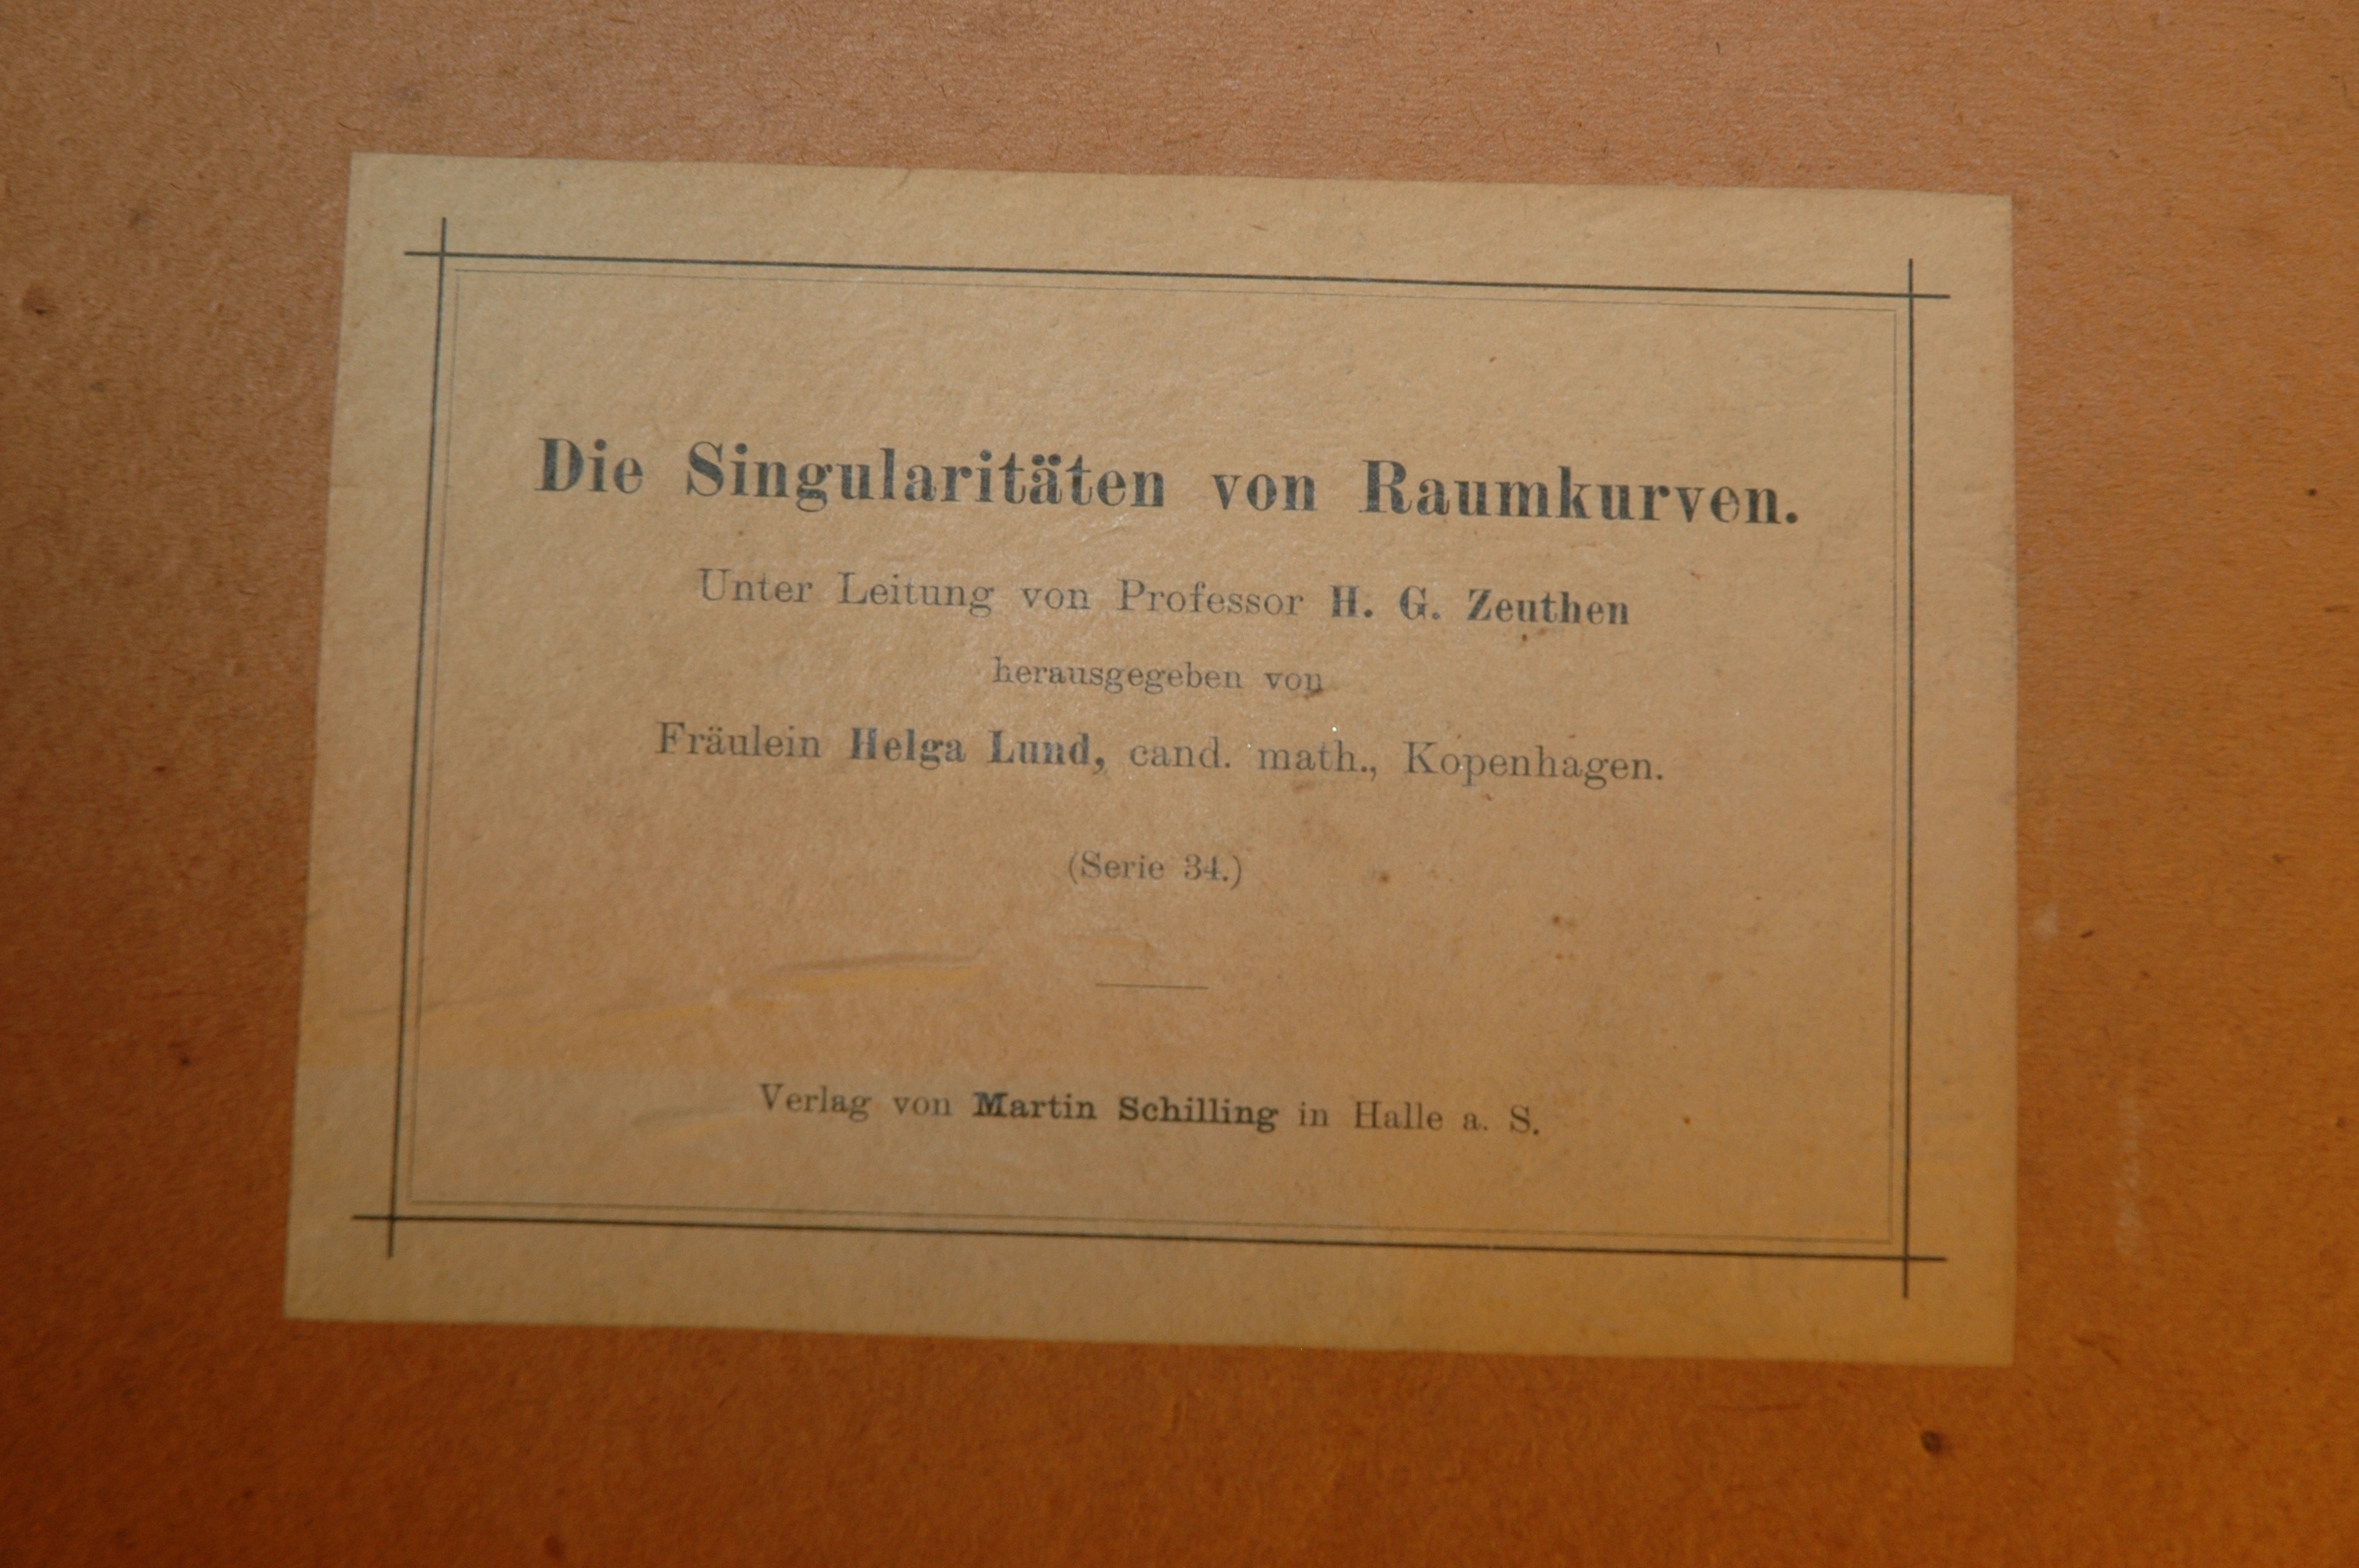 Die Singularitäten von Raumkurven.
Unter Leitung von Professor H. G. Zeuthen
herausgegeben von
Fräulein Helga Lund, cand. math., Kopenhagen.
(Serie 34.)
Verlag von Martin Schilling in Halle a. S.